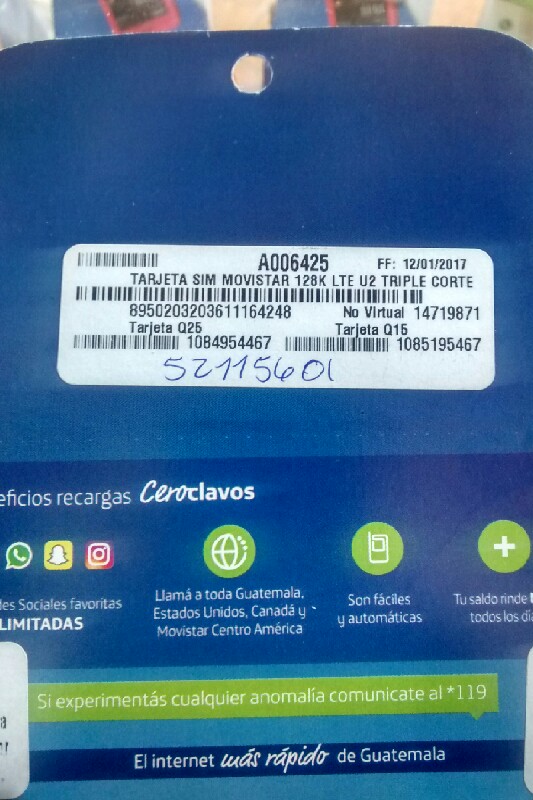 A006425 FF: 12/01/2017
TARJETA SIM MOVISTAR 128K LTE U2 TRIPLE CORTE
8950203203611164248 No Virtual 14719871
Tarjeta Q25 Tarjeta Q15
1084954467 1085195467
52115601
eficios recargas Ceroclavos
des Sociales favoritas
LIMITADAS
Llamá a toda Guatemala,
Estados Unidos, Canadá y
Movistar Centro América
Son fáciles
y automáticas
Tu saldo rinde
todos los día
Si experimentás cualquier anomalía comunicate al *119
El internet más rápido de Guatemala